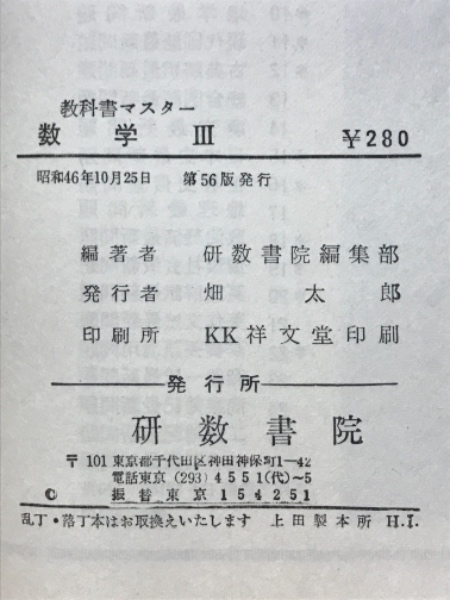 教科書マスター
数学 III ￥280
昭和46年10月25日 第56版発行
編著者 研数書院編集部
発行者 畑太郎
印刷所 KK祥文堂印刷
発行所
研数書院
〒101 東京都千代田区神田神保町1—42
電話東京 (293) 4551(代)~5
© 振替東京 154251
乱丁・落丁本はお取換えいたします 上田製本所 H.I.